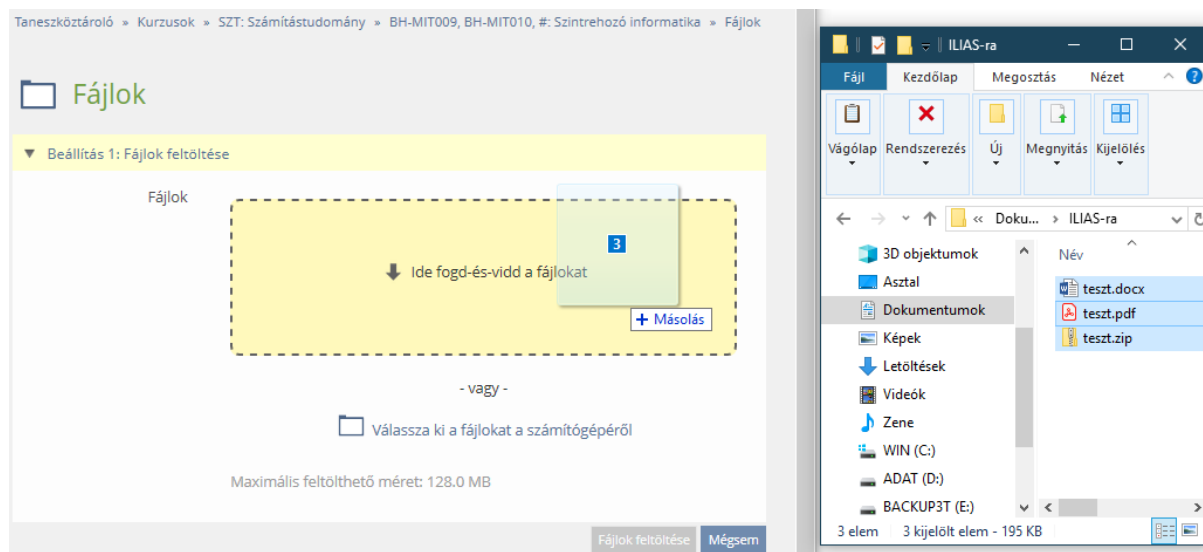 Taneszköztároló » Kurzusok » SZT: Számítástudomány » BH-MIT009, BH-MIT010, #: Szintrehozó informatika » Fájlok
Fájlok
Beállítás 1: Fájlok feltöltése
Fájlok
Ide fogd-és-vidd a fájlokat
3
+ Másolás
- vagy -
Válassza ki a fájlokat a számítógépéről
Maximális feltölthető méret: 128.0 MB
Fájlok feltöltése
Mégsem
ILIAS-ra
Fájl Kezdőlap Megosztás Nézet
Vágólap Rendszerezés Új Megnyitás Kijelölés
« Doku... > ILIAS-ra
3D objektumok
Asztal
Dokumentumok
Képek
Letöltések
Videók
Zene
WIN (C:)
ADAT (D:)
BACKUP3T (E:)
Név
teszt.docx
teszt.pdf
teszt.zip
3 elem 3 kijelölt elem - 195 KB